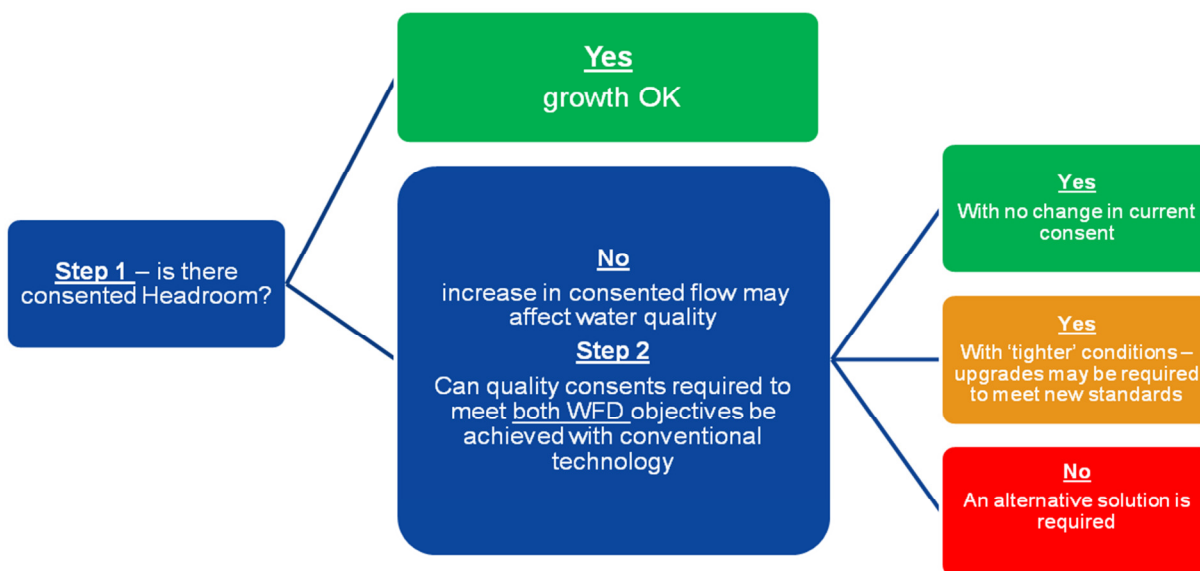 Step 1 – is there
consented Headroom?
Yes
growth OK
No
increase in consented flow may
affect water quality
Step 2
Can quality consents required to
meet both WFD objectives be
achieved with conventional
technology
Yes
With no change in current
consent
Yes
With ‘tighter’ conditions –
upgrades may be required
to meet new standards
No
An alternative solution is
required